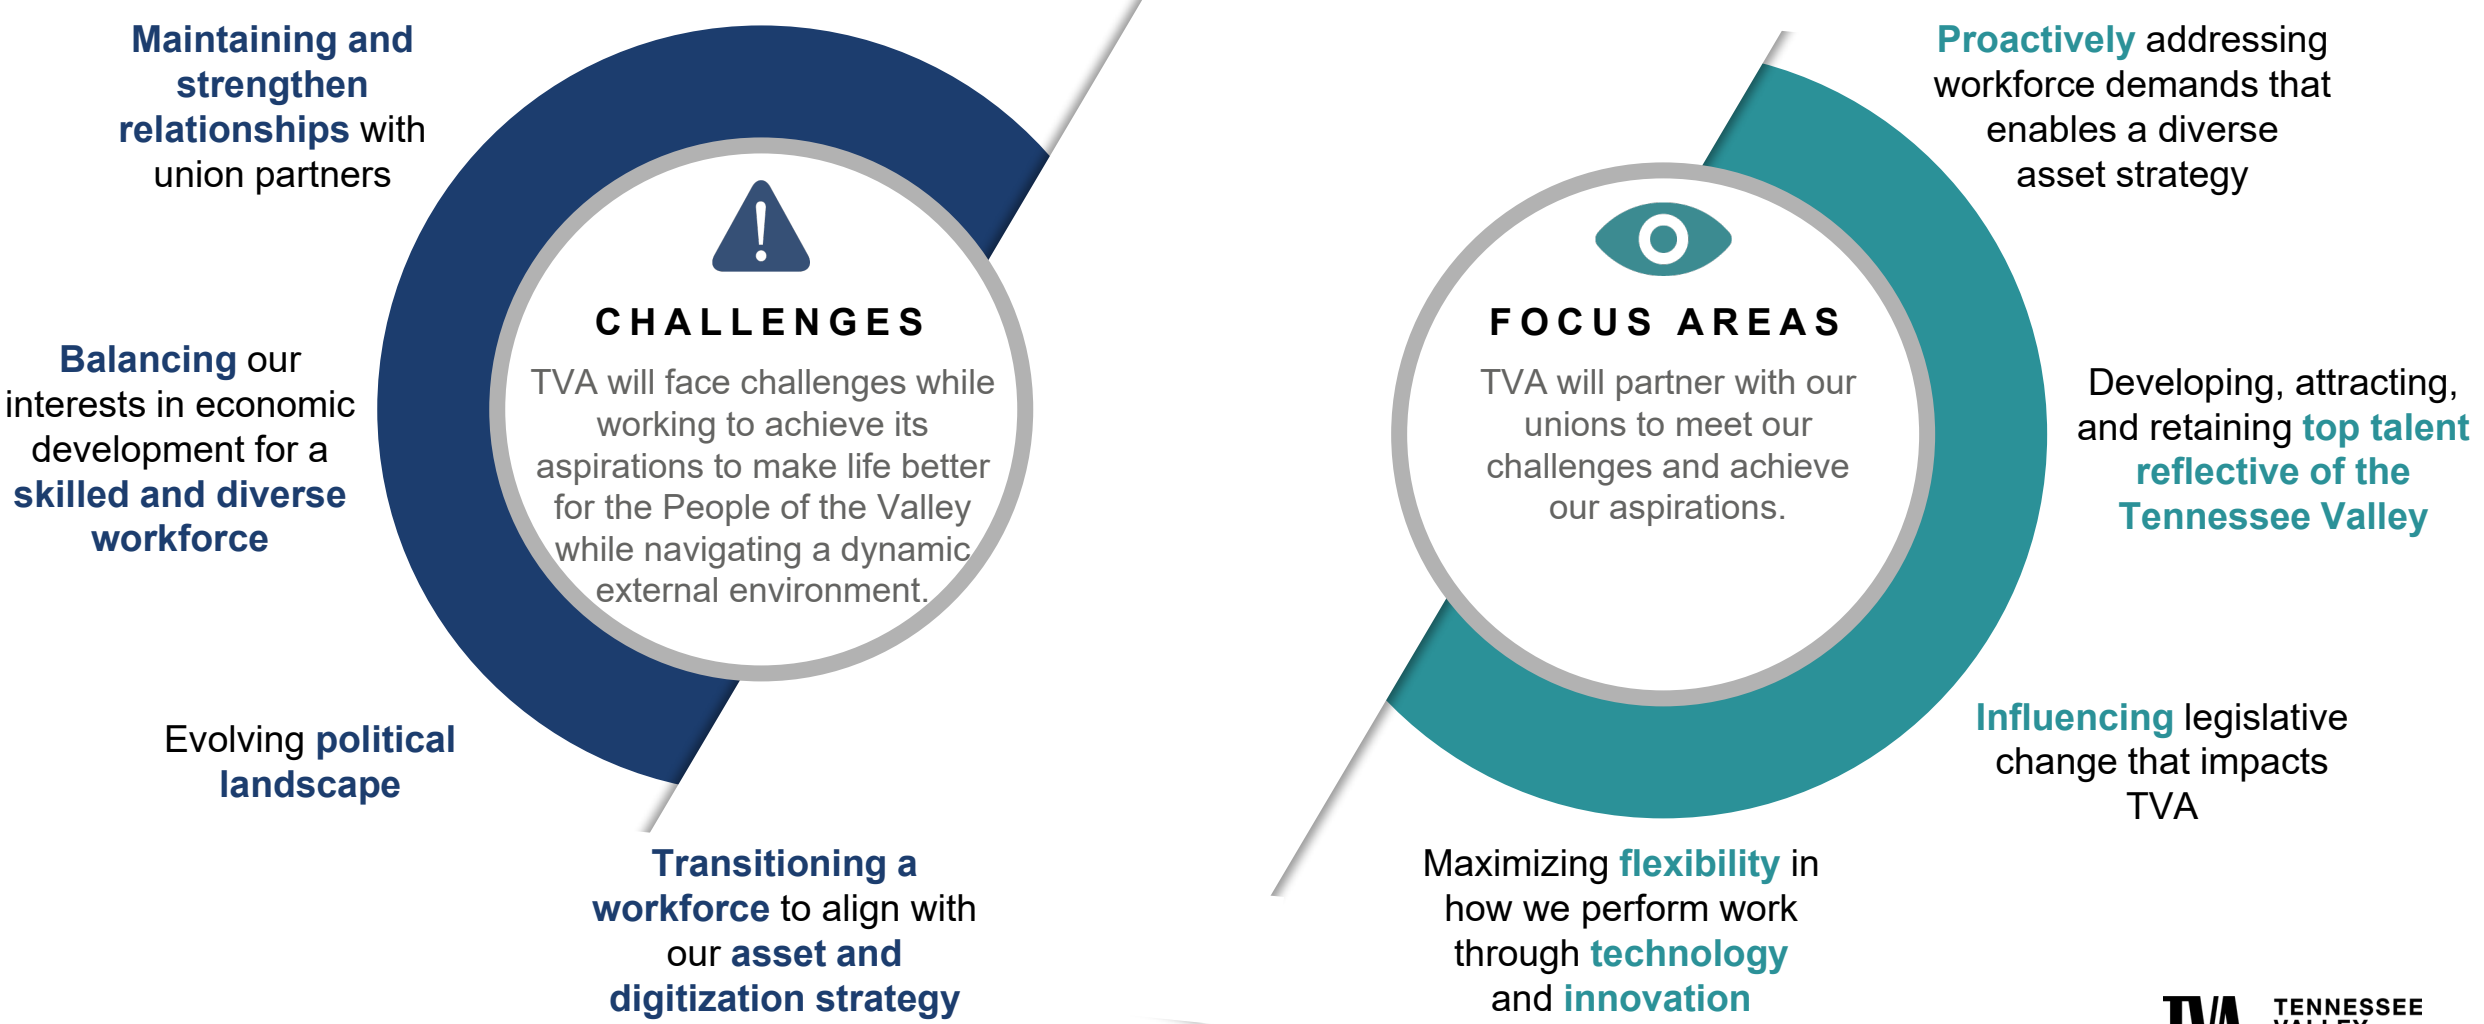 Maintaining and
strengthen
relationships with
union partners
Balancing our
interests in economic
development for a
skilled and diverse
workforce
Evolving political
landscape
Transitioning a
workforce to align with
our asset and
digitization strategy
CHALLENGES
TVA will face challenges while
working to achieve its
aspirations to make life better
for the People of the Valley
while navigating a dynamic
external environment.
FOCUS AREAS
TVA will partner with our
unions to meet our
challenges and achieve
our aspirations.
Proactively addressing
workforce demands that
enables a diverse
asset strategy
Developing, attracting,
and retaining top talent
reflective of the
Tennessee Valley
Influencing legislative
change that impacts
TVA
Maximizing flexibility in
how we perform work
through technology
and innovation
TVA
TENNESSEE
VALLEY